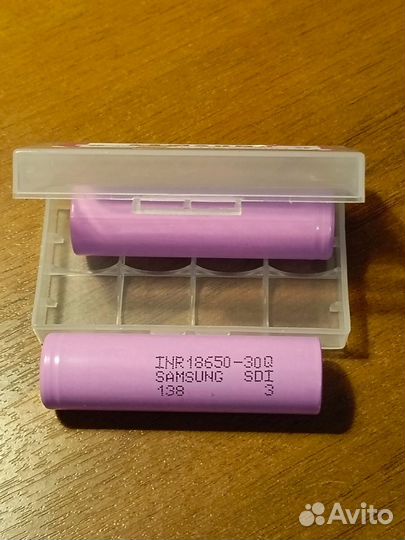 INR18650-30Q
SAMSUNG SDI
138 3
Avito